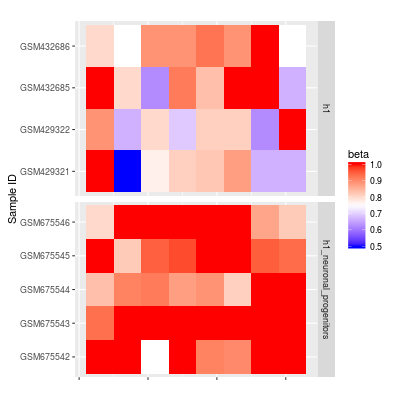 Sample ID
GSM432686
GSM432685
GSM429322
GSM429321
h1
GSM675546
GSM675545
GSM675544
GSM675543
GSM675542
h1_neuronal_progenitors
beta
1.0
0.9
0.8
0.7
0.6
0.5